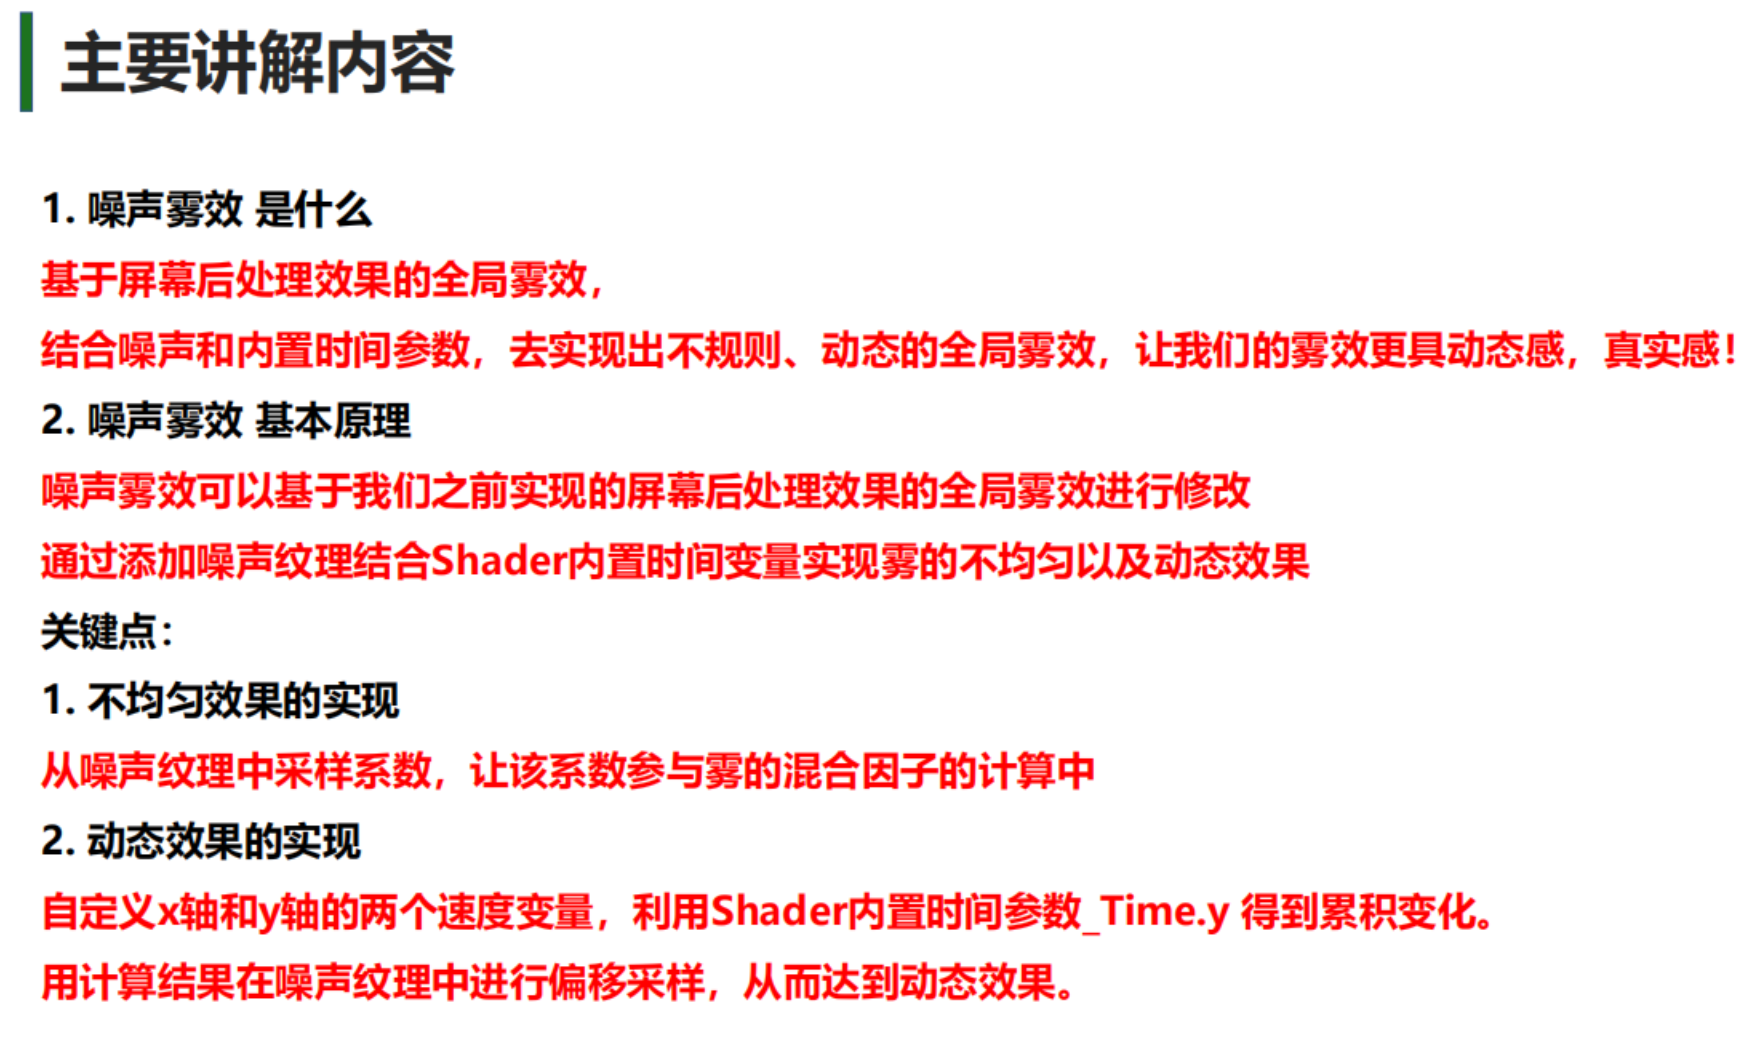 主要讲解内容
1. 噪声雾效 是什么
基于屏幕后处理效果的全局雾效，
结合噪声和内置时间参数，去实现出不规则、动态的全局雾效，让我们的雾效更具动态感，真实感！
2. 噪声雾效 基本原理
噪声雾效可以基于我们之前实现的屏幕后处理效果的全局雾效进行修改
通过添加噪声纹理结合Shader内置时间变量实现雾的不均匀以及动态效果
关键点：
1. 不均匀效果的实现
从噪声纹理中采样系数，让该系数参与雾的混合因子的计算中
2. 动态效果的实现
自定义x轴和y轴的两个速度变量，利用Shader内置时间参数_Time.y 得到累积变化。
用计算结果在噪声纹理中进行偏移采样，从而达到动态效果。